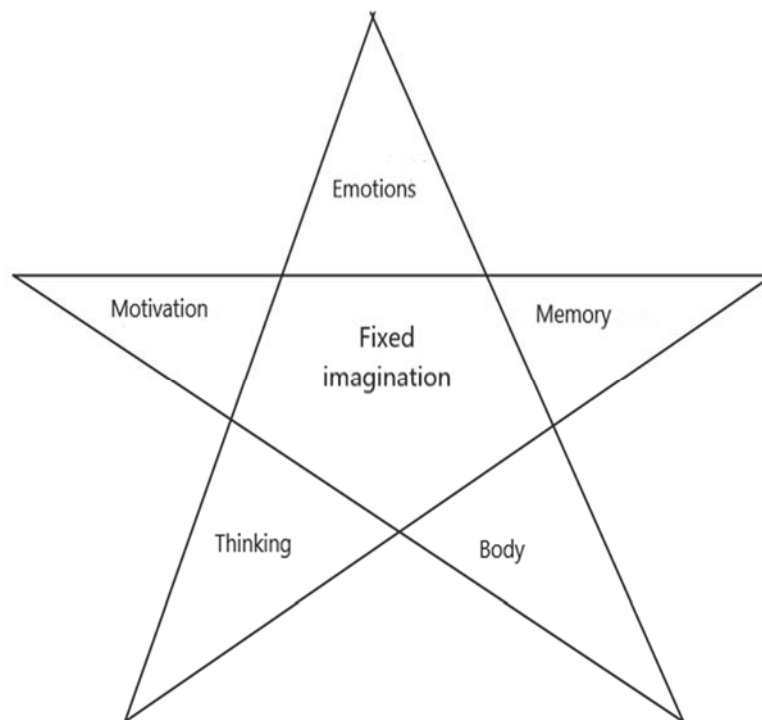 Emotions
Motivation
Memory
Fixed
imagination
Thinking
Body